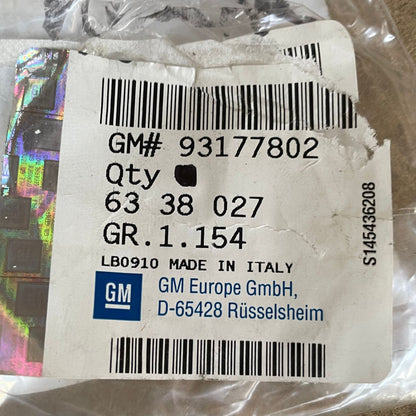 GM# 93177802
Qty
63 38 027
GR.1.154
LB0910 MADE IN ITALY
GM
GM Europe GmbH,
D-65428 Rüsselsheim
S145436208